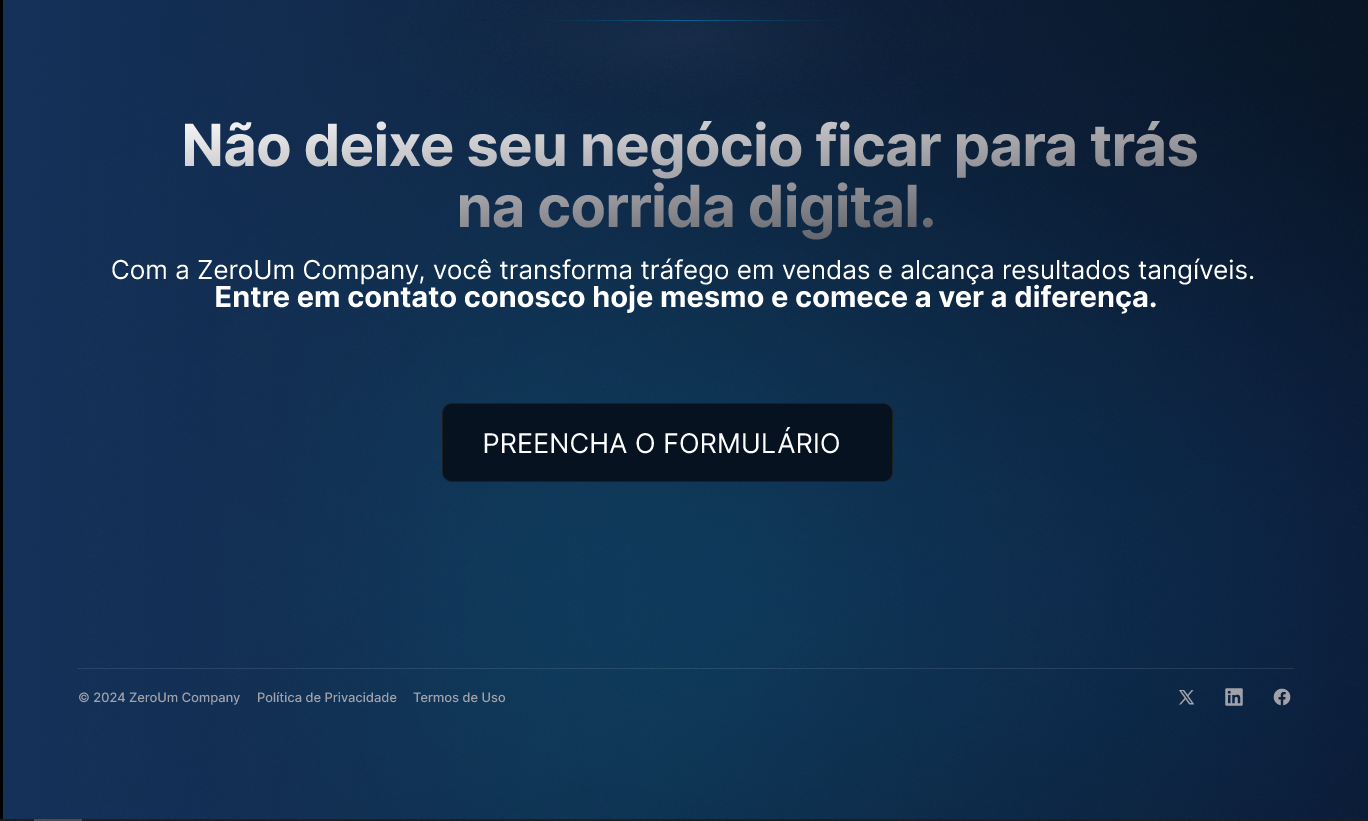 Não deixe seu negócio ficar para trás
na corrida digital.
Com a ZeroUm Company, você transforma tráfego em vendas e alcança resultados tangíveis.
Entre em contato conosco hoje mesmo e comece a ver a diferença.
PREENCHA O FORMULÁRIO
© 2024 ZeroUm Company Política de Privacidade Termos de Uso